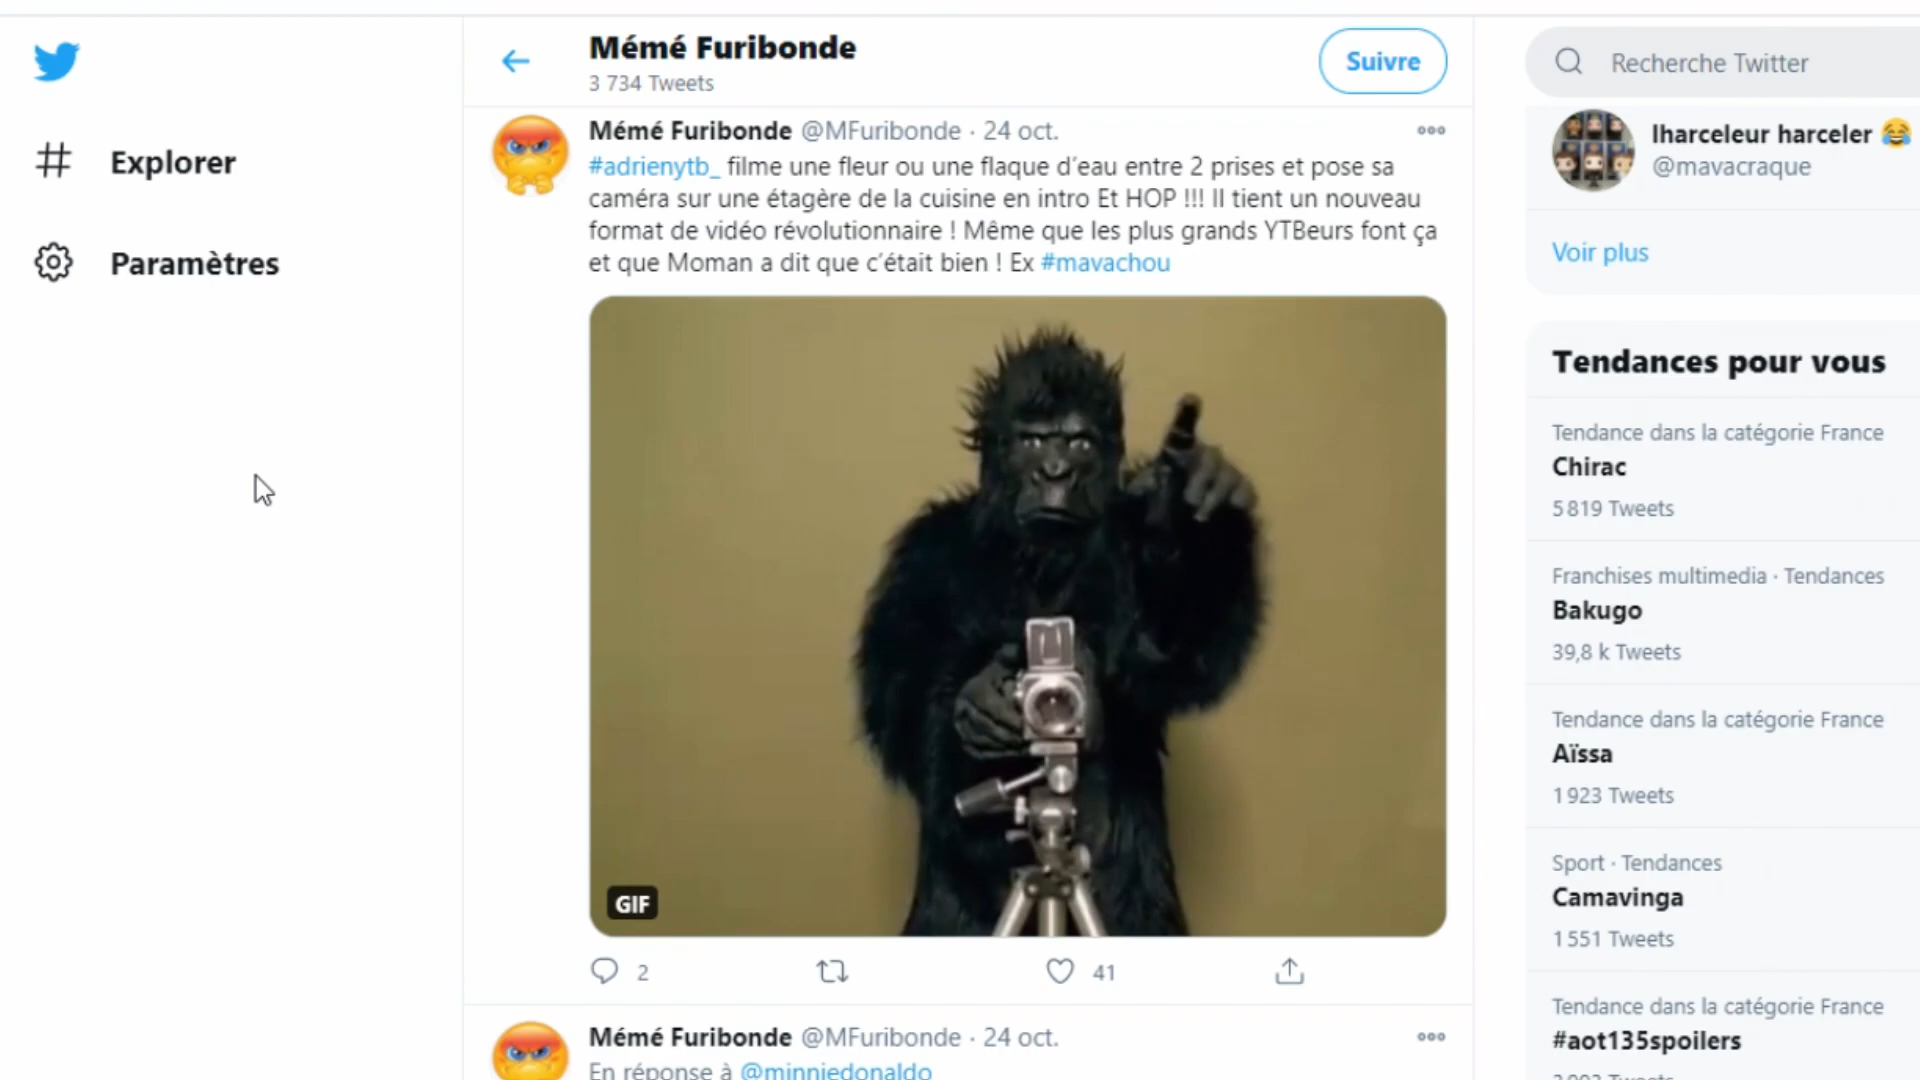 Explorer
Paramètres
Mémé Furibonde
3 734 Tweets
Suivre
Mémé Furibonde @MFuribonde · 24 oct.
#adrienytb_ filme une fleur ou une flaque d'eau entre 2 prises et pose sa
caméra sur une étagère de la cuisine en intro Et HOP !!! Il tient un nouveau
format de vidéo révolutionnaire ! Même que les plus grands YTBeurs font ça
et que Moman a dit que c'était bien ! Ex #mavachou
GIF
2
41
Mémé Furibonde @MFuribonde · 24 oct.
En réponse à @minniedonaldo
Recherche Twitter
lharceleur harceler 😂
@mavacraque
Voir plus
Tendances pour vous
Tendance dans la catégorie France
Chirac
5 819 Tweets
Franchises multimedia · Tendances
Bakugo
39,8 k Tweets
Tendance dans la catégorie France
Aïssa
1 923 Tweets
Sport · Tendances
Camavinga
1 551 Tweets
Tendance dans la catégorie France
#aot135spoilers